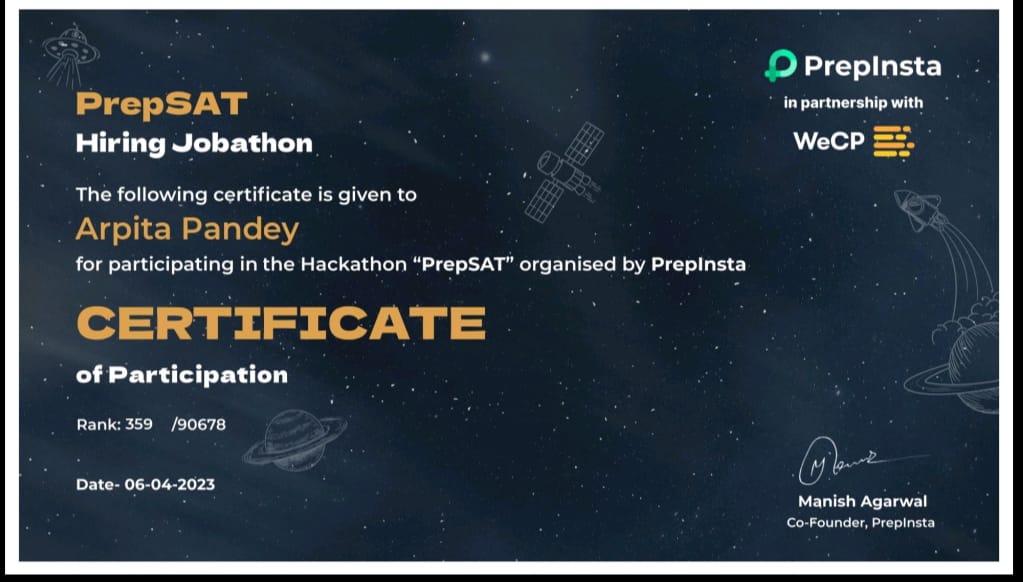 PrepSAT
Hiring Jobathon
The following certificate is given to
Arpita Pandey
for participating in the Hackathon “PrepSAT” organised by PrepInsta
CERTIFICATE
of Participation
Rank: 359 /90678
Date- 06-04-2023
PrepInsta
in partnership with
WeCP
Manish Agarwal
Co-Founder, PrepInsta